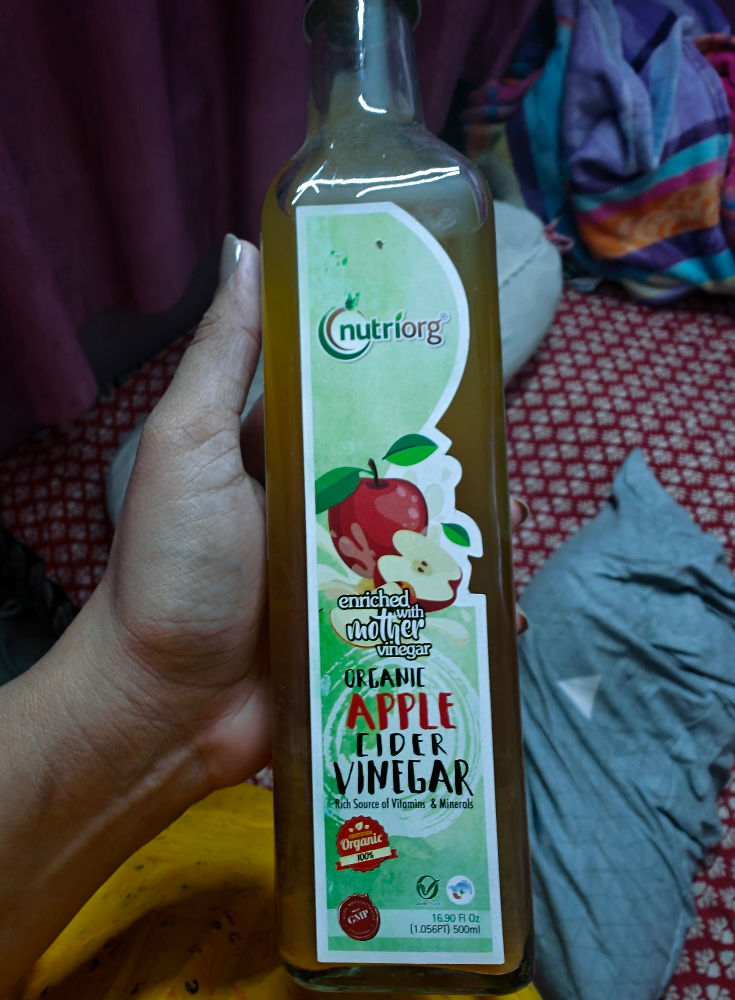 nutriorg®
enriched
with
mother
vinegar
ORGANIC
APPLE
CIDER
VINEGAR
Rich Source of Vitamins & Minerals
Organic
100%
GMP
16.90 Fl Oz
(1.056PT) 500ml